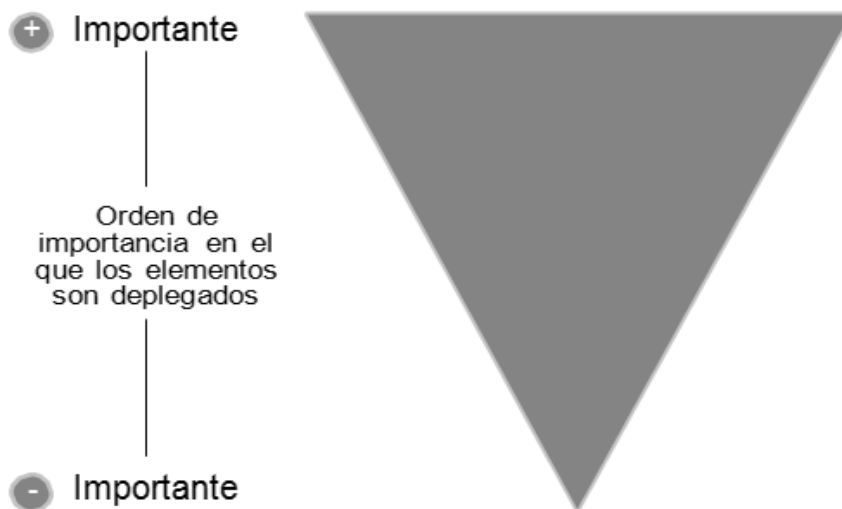 + Importante
Orden de
importancia en el
que los elementos
son deplegados
- Importante